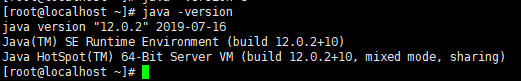 [root@localhost ~]# java -version
java version "12.0.2" 2019-07-16
Java(TM) SE Runtime Environment (build 12.0.2+10)
Java HotSpot(TM) 64-Bit Server VM (build 12.0.2+10, mixed mode, sharing)
[root@localhost ~]#